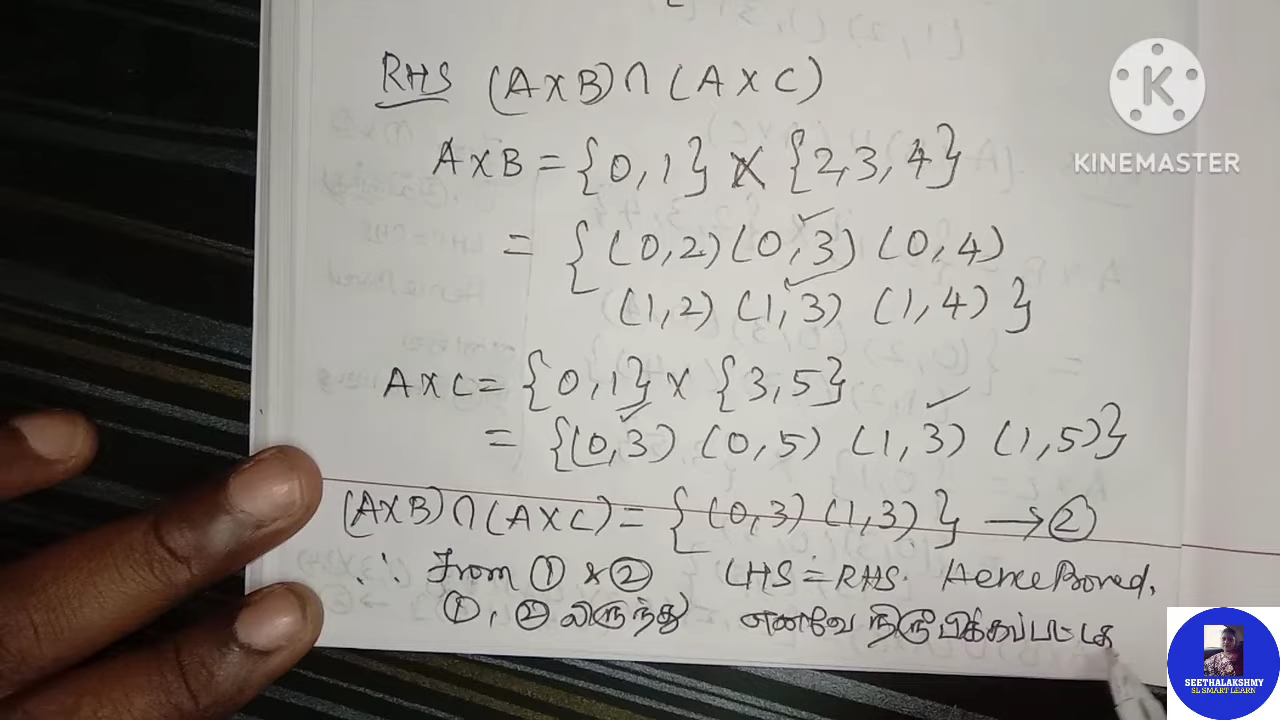 RHS (A×B)∩(A×C)
A×B = {0,1} × {2,3,4}
= { (0,2) (0,3) (0,4)
(1,2) (1,3) (1,4) }
A×C = {0,1} × {3,5}
= {(0,3) (0,5) (1,3) (1,5)}
(A×B)∩(A×C) = { (0,3) (1,3) } → ②
∴ From ① & ② LHS = RHS. Hence Proved.
①, ② லிருந்து எனவே நிரூபிக்கப்பட்டது
KINEMASTER
SEETHALAKSHMY
SL SMART LEARN